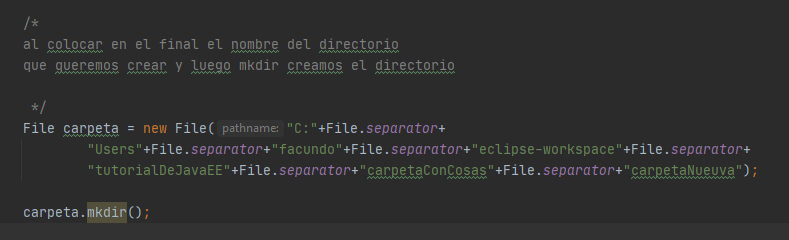 /*
al colocar en el final el nombre del directorio
que queremos crear y luego mkdir creamos el directorio
*/
File carpeta = new File( pathname: "C:"+File.separator+
"Users"+File.separator+"facundo"+File.separator+"eclipse-workspace"+File.separator+
"tutorialDeJavaEE"+File.separator+"carpetaConCosas"+File.separator+"carpetaNueuva");
carpeta.mkdir();